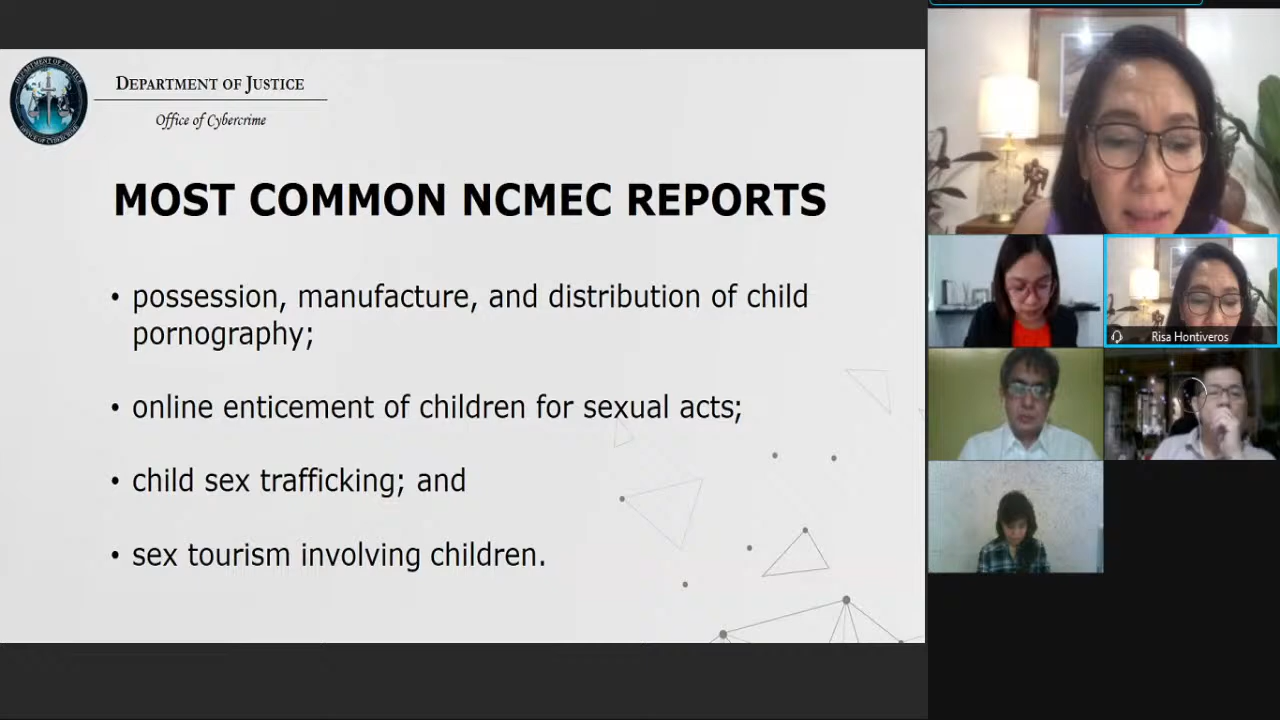 DEPARTMENT OF JUSTICE
Office of Cybercrime
MOST COMMON NCMEC REPORTS
• possession, manufacture, and distribution of child
pornography;
• online enticement of children for sexual acts;
• child sex trafficking; and
• sex tourism involving children.
Risa Hontiveros